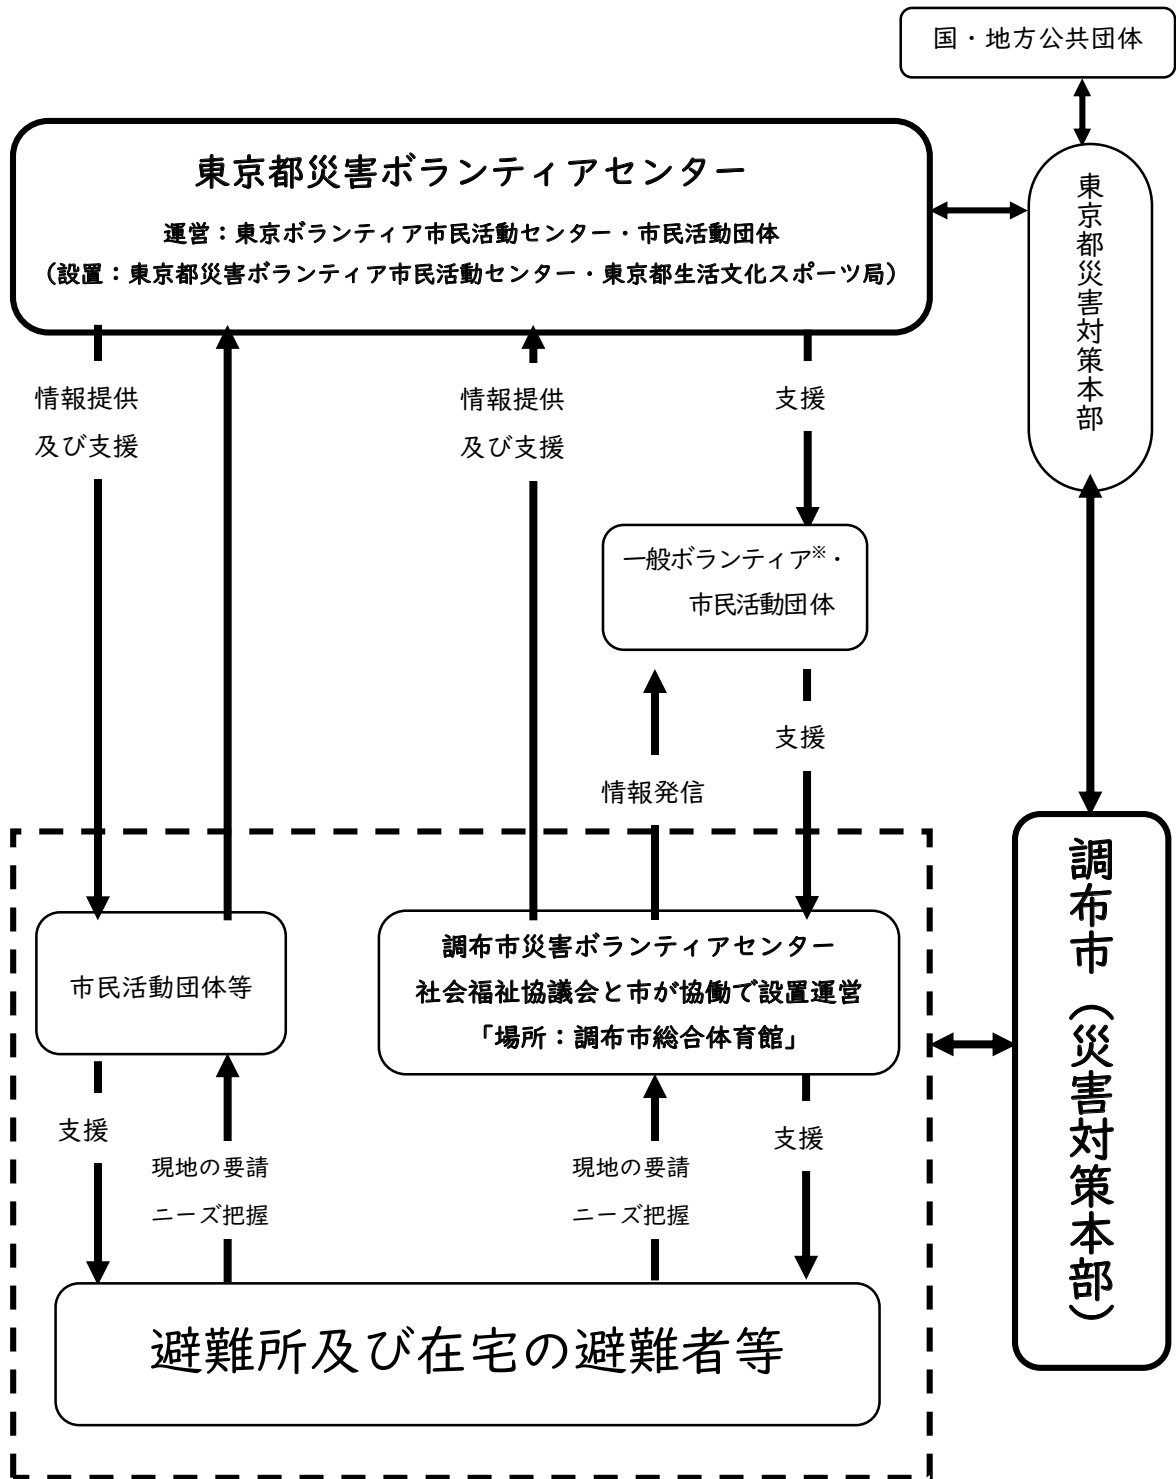 国・地方公共団体
東京都災害ボランティアセンター
運営：東京ボランティア市民活動センター・市民活動団体
（設置：東京都災害ボランティア市民活動センター・東京都生活文化スポーツ局）
東京都災害対策本部
情報提供
及び支援
情報提供
及び支援
支援
一般ボランティア※・
市民活動団体
支援
情報発信
調布市（災害対策本部）
市民活動団体等
調布市災害ボランティアセンター
社会福祉協議会と市が協働で設置運営
「場所：調布市総合体育館」
支援
現地の要請
ニーズ把握
現地の要請
ニーズ把握
支援
避難所及び在宅の避難者等